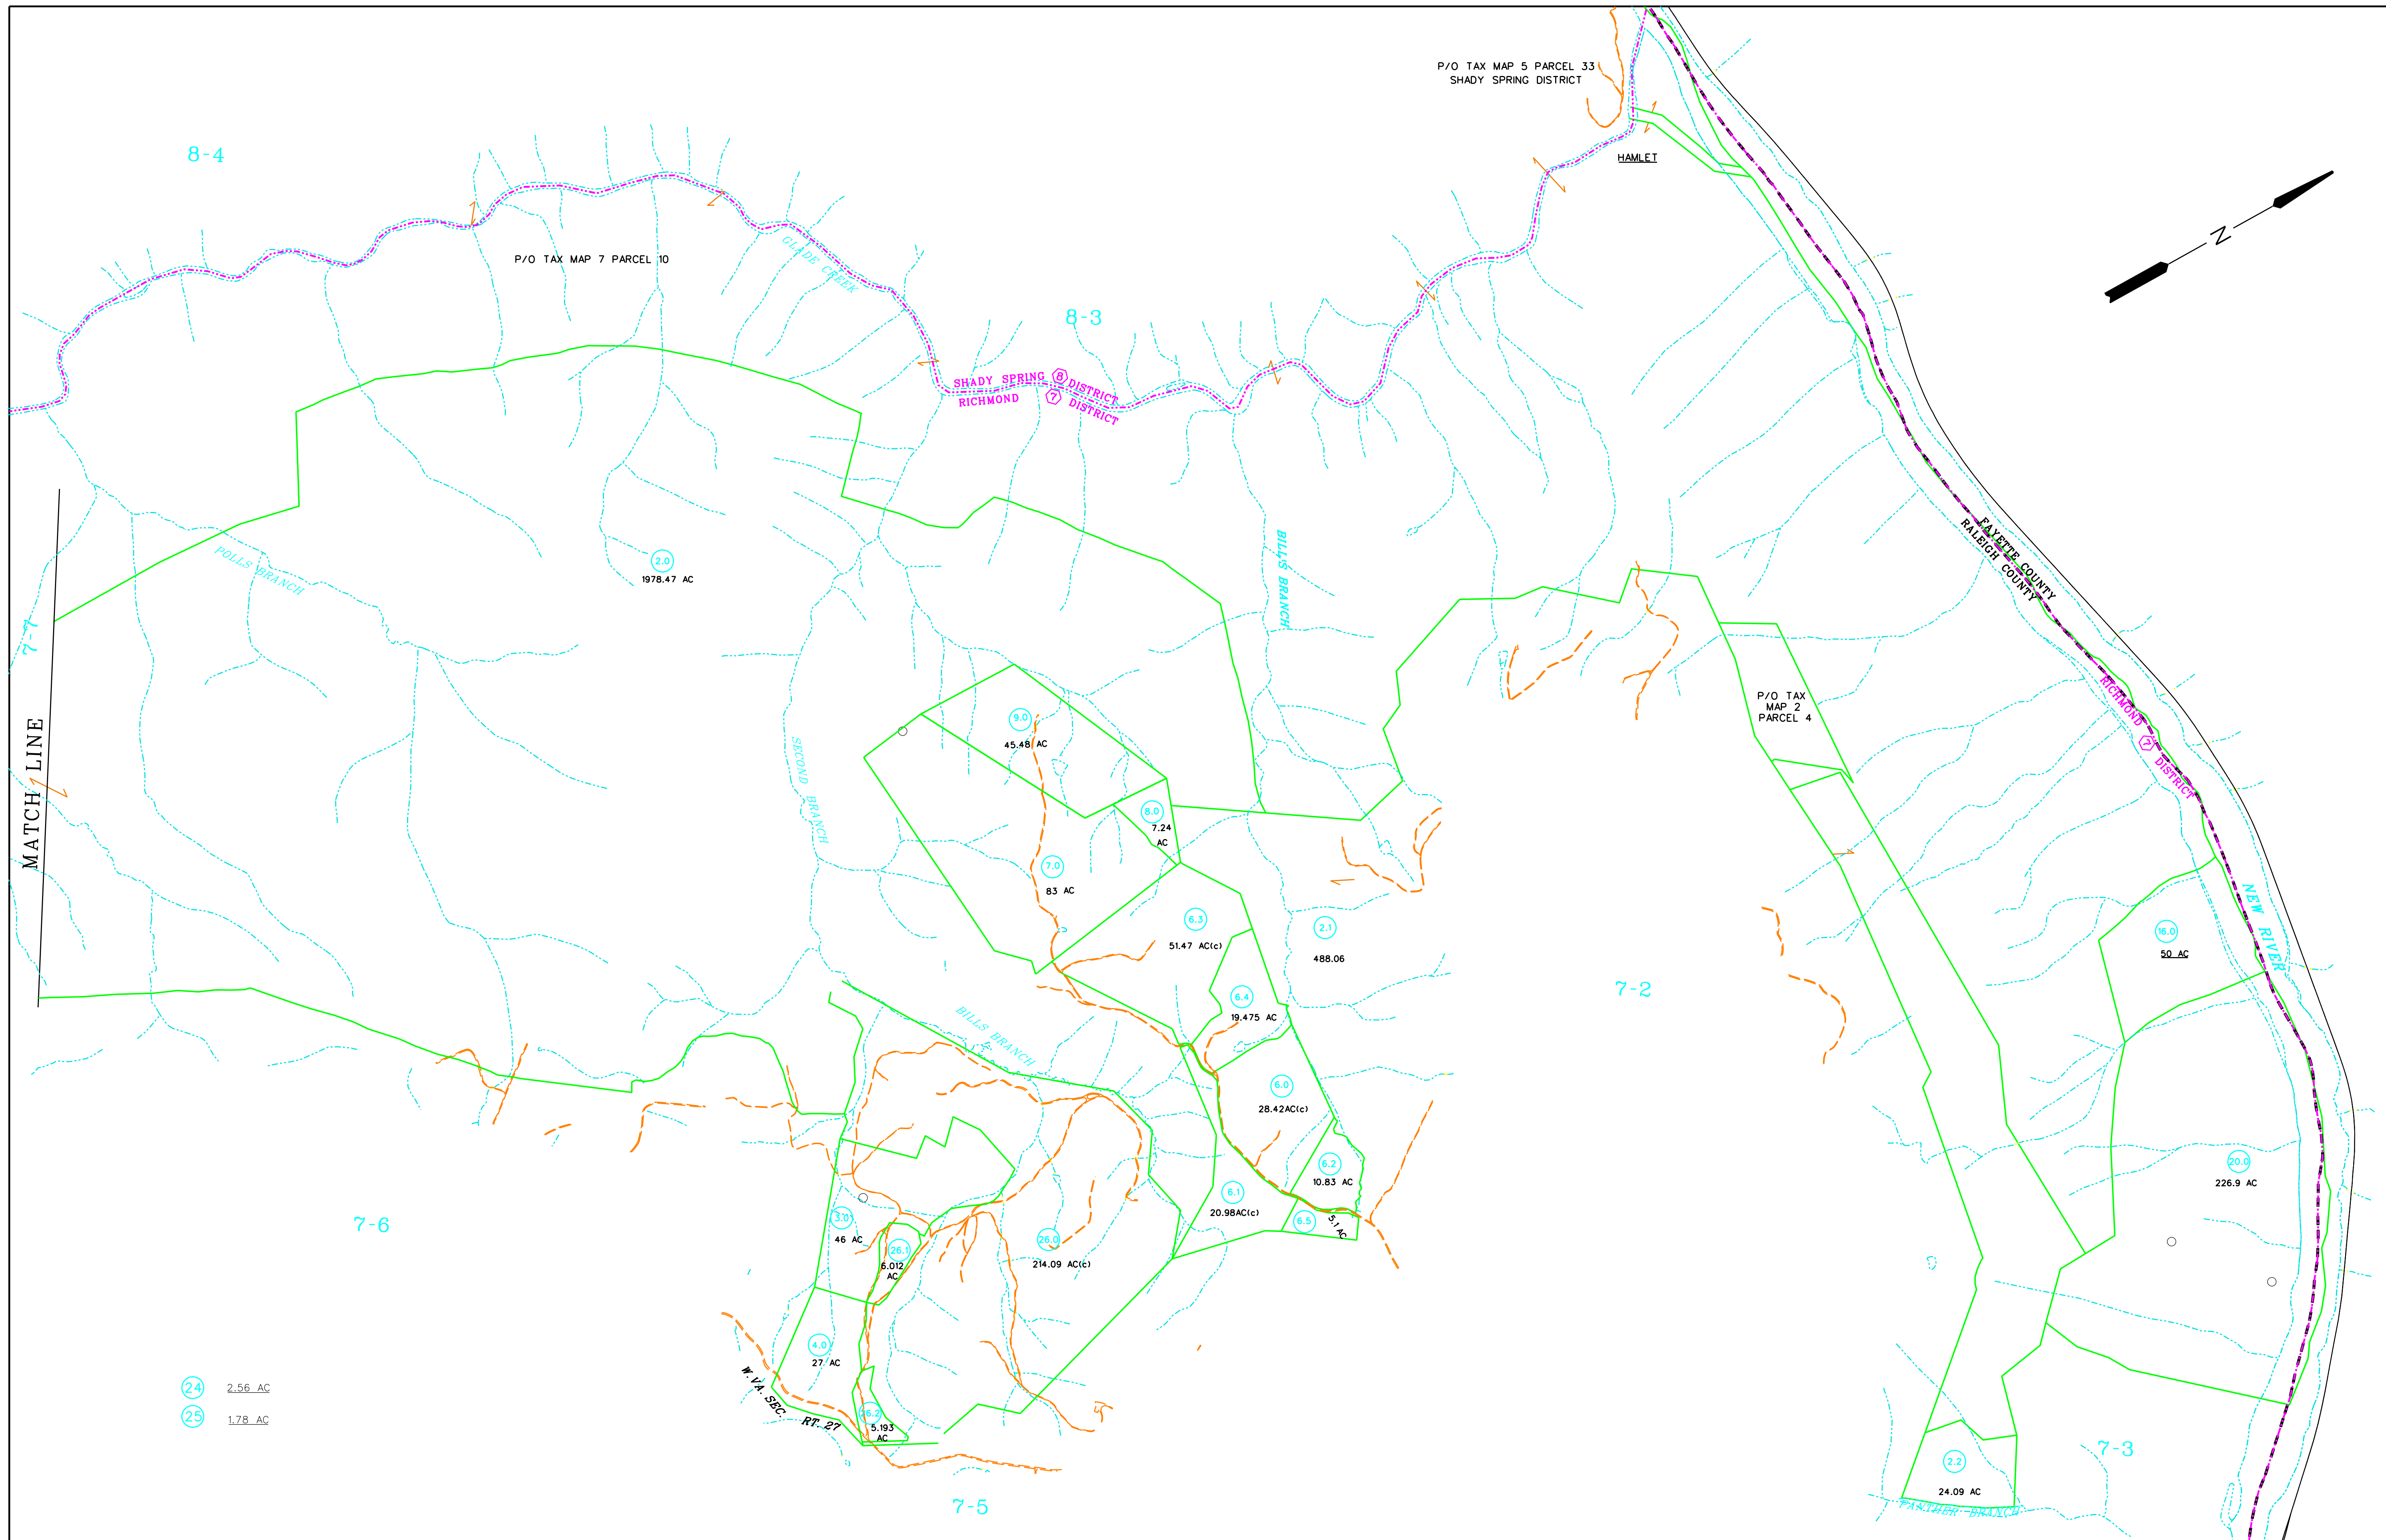 P/O TAX MAP 5 PARCEL 33
SHADY SPRING DISTRICT
8-4
HAMLET
N
P/O TAX MAP 7 PARCEL 10
GLADE CREEK
8-3
SHADY SPRING 8 DISTRICT
RICHMOND 7 DISTRICT
POLLS BRANCH
2.0
1978.47 AC
BILL'S BRANCH
FAYETTE COUNTY
RALEIGH COUNTY
7-7
MATCH LINE
SECOND BRANCH
9.0
45.48 AC
8.0
7.24
AC
7.0
83 AC
P/O TAX
MAP 2
PARCEL 4
RICHMOND 7 DISTRICT
NEW RIVER
6.3
51.47 AC(c)
2.1
488.06
16.0
50 AC
6.4
19.475 AC
7-2
BILLS BRANCH
6.0
28.42AC(c)
6.2
10.83 AC
6.1
20.98AC(c)
6.5
5.1 AC
20.0
226.9 AC
7-6
3.0
46 AC
26.1
6.012
AC
26.0
214.09 AC(c)
4.0
27 AC
W.VA. SEC. RT. 27
26.2
5.193
AC
24 2.56 AC
25 1.78 AC
7-5
7-3
2.2
24.09 AC
PANTHER BRANCH